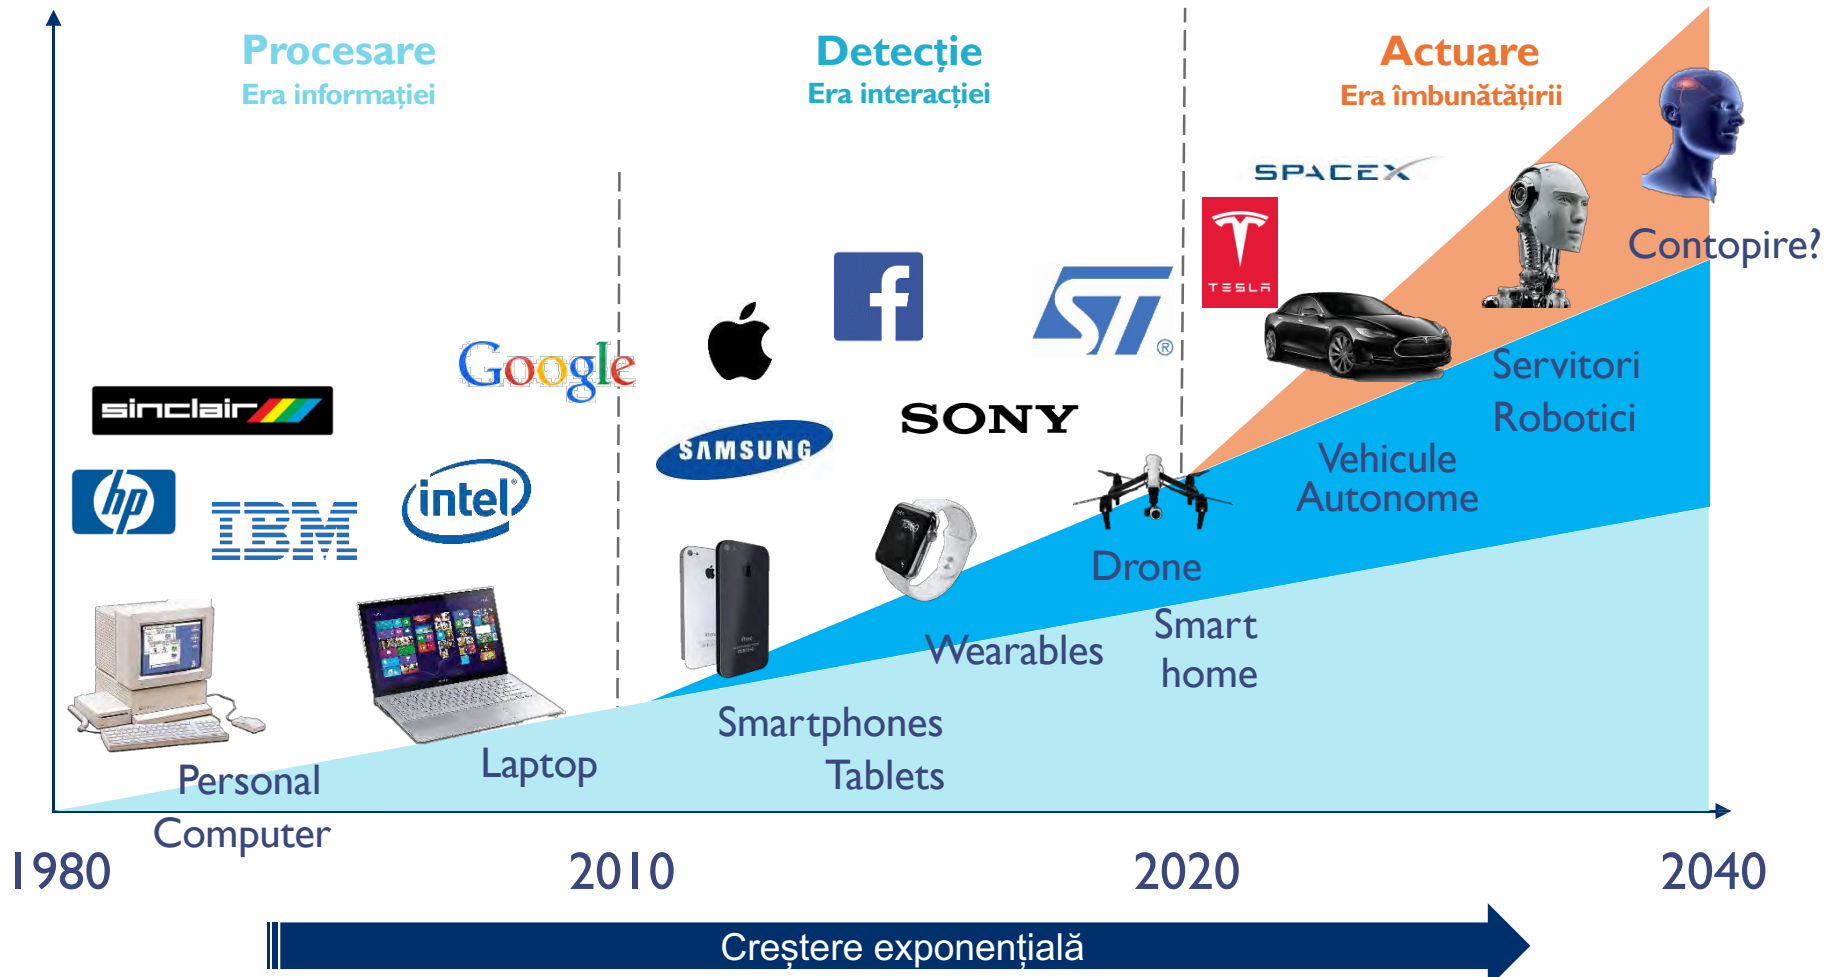 Procesare
Era informației
Detecție
Era interacției
Actuare
Era îmbunătățirii
SPACEX
TESLA
Contopire?
Google
sinclair
SAMSUNG
SONY
ST®
hp
IBM
intel
Servitori
Robotici
Vehicule
Autonome
Drone
Smart
home
Wearables
Smartphones
Tablets
Laptop
Personal
Computer
1980
2010
2020
2040
Creștere exponențială